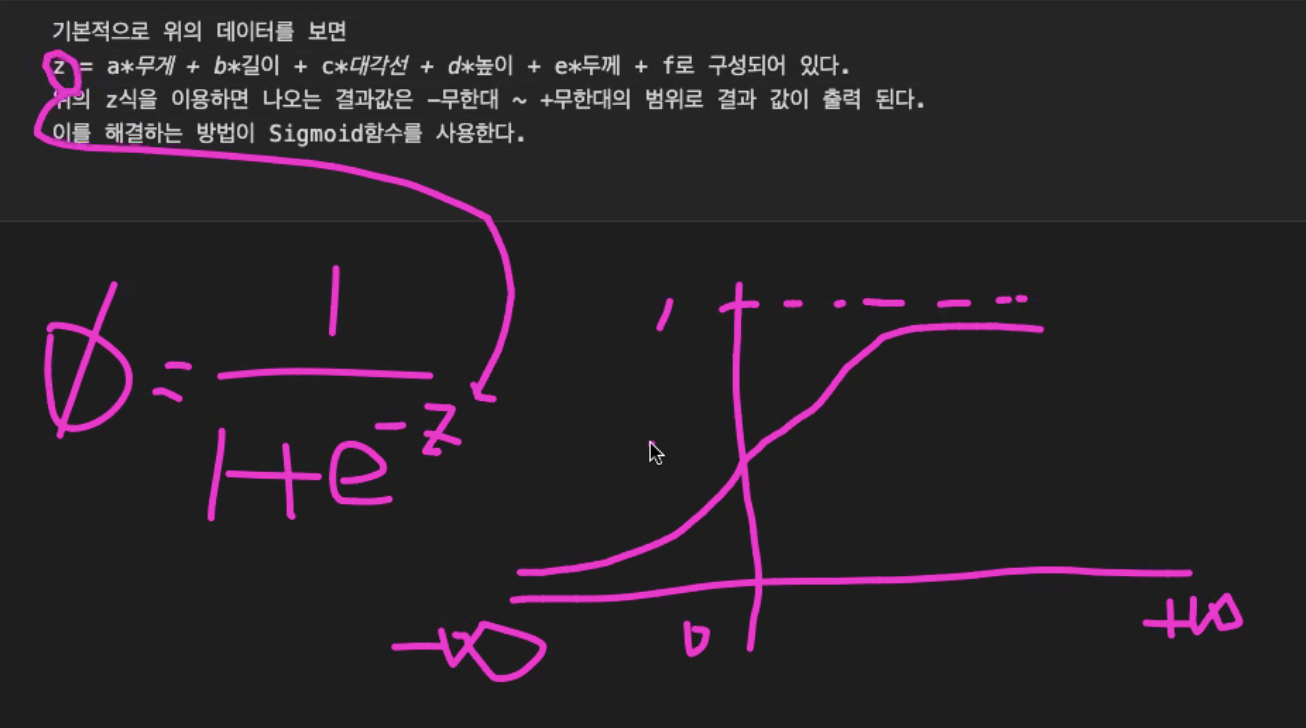 기본적으로 위의 데이터를 보면
z = a*무게 + b*길이 + c*대각선 + d*높이 + e*두께 + f로 구성되어 있다.
위의 z식을 이용하면 나오는 결과값은 -무한대 ~ +무한대의 범위로 결과 값이 출력 된다.
이를 해결하는 방법이 Sigmoid함수를 사용한다.
1
ϕ = ―
1+e^-z
1
-∞ 0 +∞